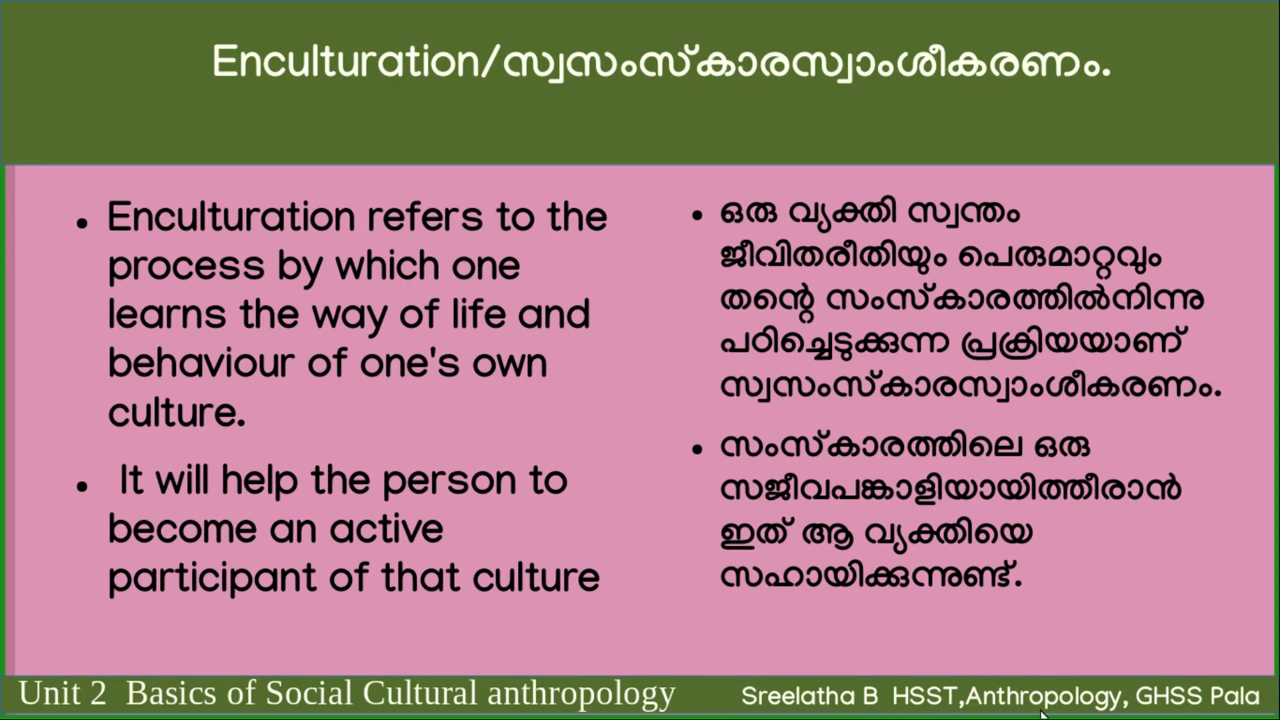 Enculturation/സ്വസംസ്കാരസ്വാംശീകരണം.
Enculturation refers to the
process by which one
learns the way of life and
behaviour of one's own
culture.
It will help the person to
become an active
participant of that culture
ഒരു വ്യക്തി സ്വന്തം
ജീവിതരീതിയും പെരുമാറ്റവും
തന്റെ സംസ്കാരത്തിൽനിന്നു
പഠിച്ചെടുക്കുന്ന പ്രക്രിയയാണ്
സ്വസംസ്കാരസ്വാംശീകരണം.
സംസ്കാരത്തിലെ ഒരു
സജീവപങ്കാളിയായിത്തീരാൻ
ഇത് ആ വ്യക്തിയെ
സഹായിക്കുന്നുണ്ട്.
Unit 2 Basics of Social Cultural anthropology
Sreelatha B HSST,Anthropology, GHSS Pala